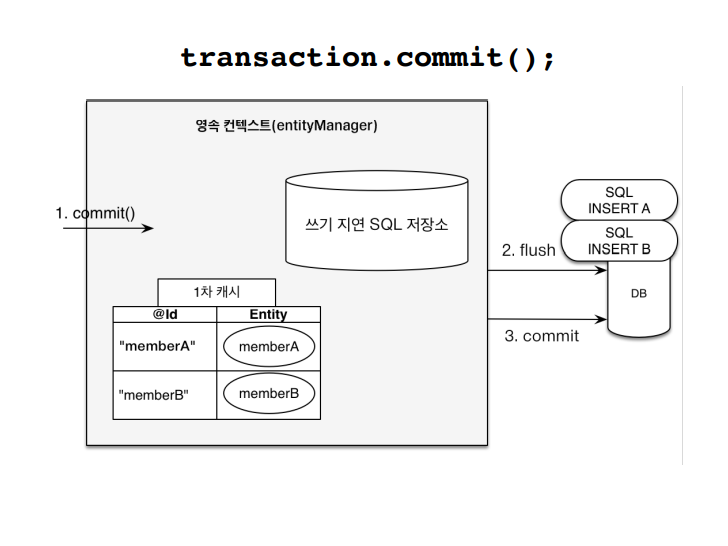 transaction.commit();
영속 컨텍스트(entityManager)
1. commit()
쓰기 지연 SQL 저장소
SQL
INSERT A
SQL
INSERT B
2. flush
DB
3. commit
1차 캐시
@Id Entity
"memberA" memberA
"memberB" memberB